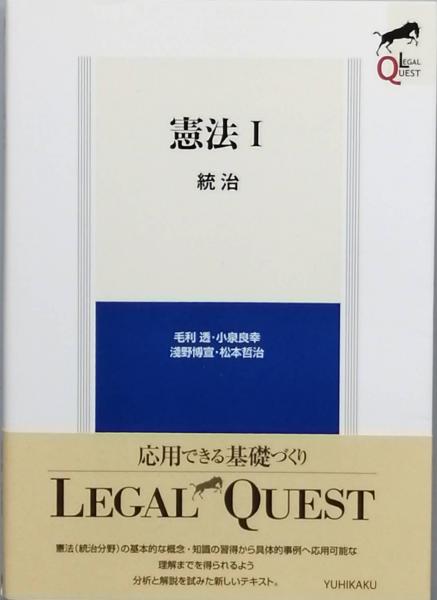 LEGAL
QUEST
憲法 I
統治
毛利 透・小泉良幸
淺野博宣・松本哲治
応用できる基礎づくり
LEGAL QUEST
憲法（統治分野）の基本的な概念・知識の習得から具体的事例へ応用可能な
理解までを得られるよう
分析と解説を試みた新しいテキスト。
YUHIKAKU